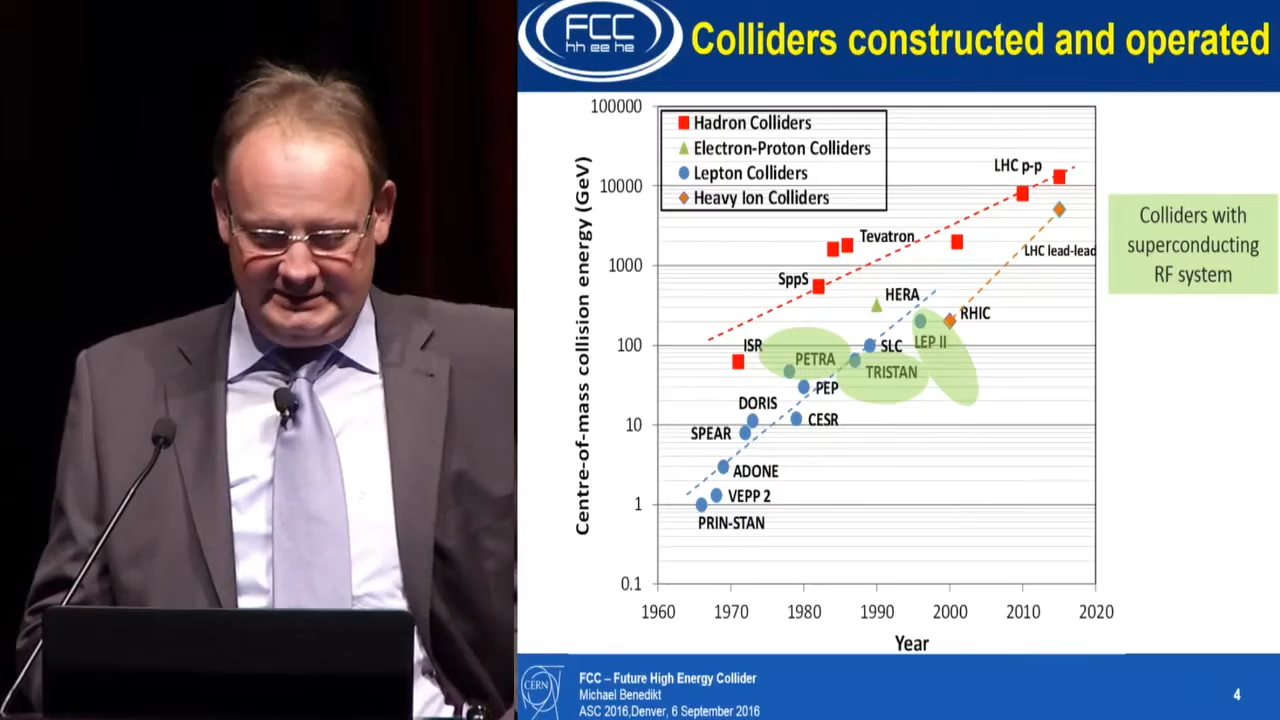 FCC
hh ee he
Colliders constructed and operated
Centre-of-mass collision energy (GeV)
100000
10000
1000
100
10
1
0.1
Hadron Colliders
Electron-Proton Colliders
Lepton Colliders
Heavy Ion Colliders
LHC p-p
Tevatron
LHC lead-lead
SppS
HERA
RHIC
ISR
SLC
LEP II
PETRA
TRISTAN
PEP
DORIS
CESR
SPEAR
ADONE
VEPP 2
PRIN-STAN
1960 1970 1980 1990 2000 2010 2020
Year
Colliders with
superconducting
RF system
CERN
FCC – Future High Energy Collider
Michael Benedikt
ASC 2016,Denver, 6 September 2016
4